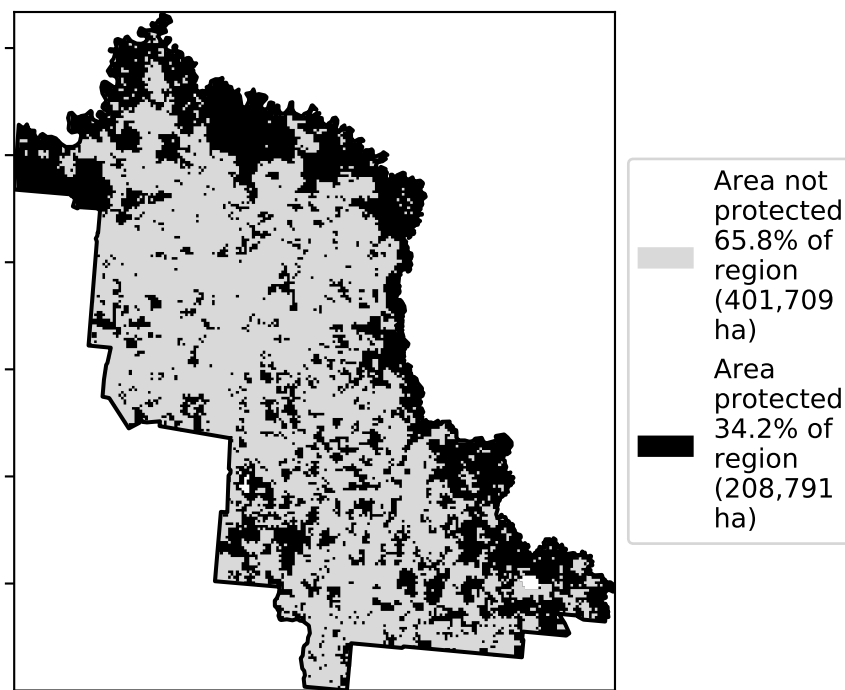 Area not
protected
65.8% of
region
(401,709
ha)
Area
protected
34.2% of
region
(208,791
ha)